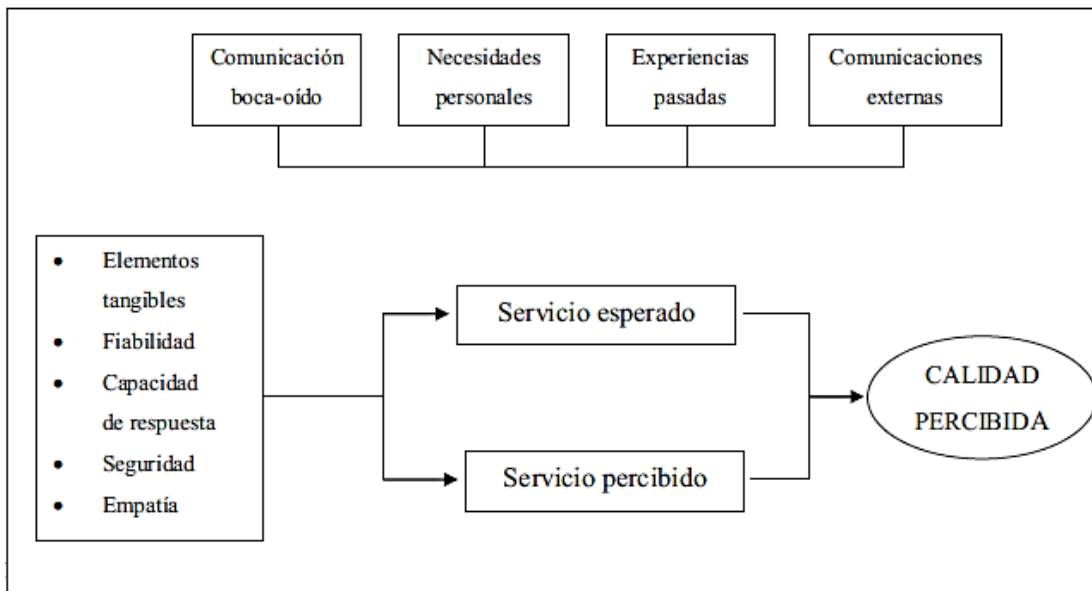 Comunicación
boca-oído
Necesidades
personales
Experiencias
pasadas
Comunicaciones
externas
• Elementos
tangibles
• Fiabilidad
• Capacidad
de respuesta
• Seguridad
• Empatía
Servicio esperado
Servicio percibido
CALIDAD
PERCIBIDA